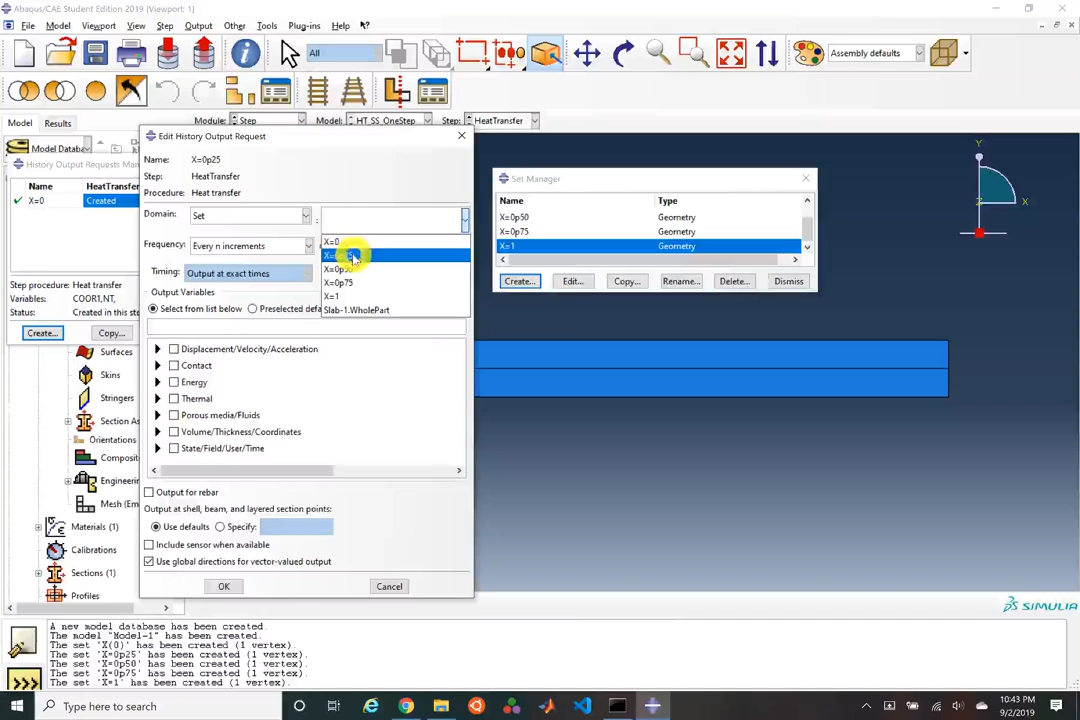 Abaqus/CAE Student Edition 2019 (Viewport: 1)
File Model Viewport View Step Output Other Tools Plug-ins Help
All
Assembly defaults
Module: Step Model: HT_SS_OneStep Step: HeatTransfer
Model Results
Model Databa
History Output Requests Man
Name HeatTransfer
X=0 Created
Step procedure: Heat transfer
Variables: COOR1,NT,
Status: Created in this ste
Create... Copy...
Surfaces
Skins
Stringers
Section As
Orientations
Composit
Engineerin
Mesh (Em
Materials (1)
Calibrations
Sections (1)
Profiles
Edit History Output Request
Name: X=0p25
Step: HeatTransfer
Procedure: Heat transfer
Domain: Set :
X=0
X=0p50
X=0p75
X=1
Slab-1.WholePart
Frequency: Every n increments
Timing: Output at exact times
Output Variables
Select from list below Preselected defa
Displacement/Velocity/Acceleration
Contact
Energy
Thermal
Porous media/Fluids
Volume/Thickness/Coordinates
State/Field/User/Time
Output for rebar
Output at shell, beam, and layered section points:
Use defaults Specify:
Include sensor when available
Use global directions for vector-valued output
OK Cancel
Set Manager
Name Type
X=0p50 Geometry
X=0p75 Geometry
X=1 Geometry
Create... Edit... Copy... Rename... Delete... Dismiss
Y
Z X
SIMULIA
A new model database has been created.
The model "Model-1" has been created.
The set 'X(0)' has been created (1 vertex).
The set 'X=0p25' has been created (1 vertex).
The set 'X=0p50' has been created (1 vertex).
The set 'X=0p75' has been created (1 vertex).
The set 'X=1' has been created (1 vertex).
>>>
Type here to search
10:43 PM
9/2/2019